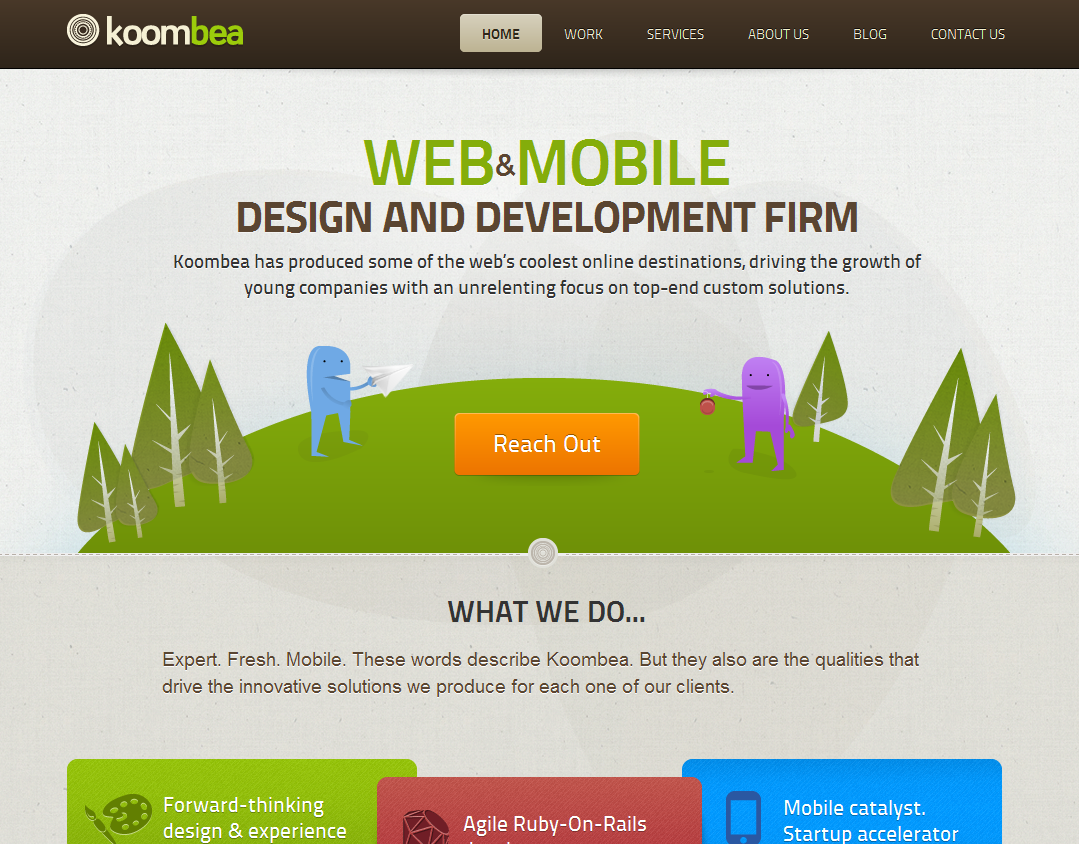 koombea
HOME WORK SERVICES ABOUT US BLOG CONTACT US
WEB&MOBILE
DESIGN AND DEVELOPMENT FIRM
Koombea has produced some of the web's coolest online destinations, driving the growth of
young companies with an unrelenting focus on top-end custom solutions.
Reach Out
WHAT WE DO...
Expert. Fresh. Mobile. These words describe Koombea. But they also are the qualities that
drive the innovative solutions we produce for each one of our clients.
Forward-thinking
design & experience
Agile Ruby-On-Rails
Mobile catalyst.
Startup accelerator